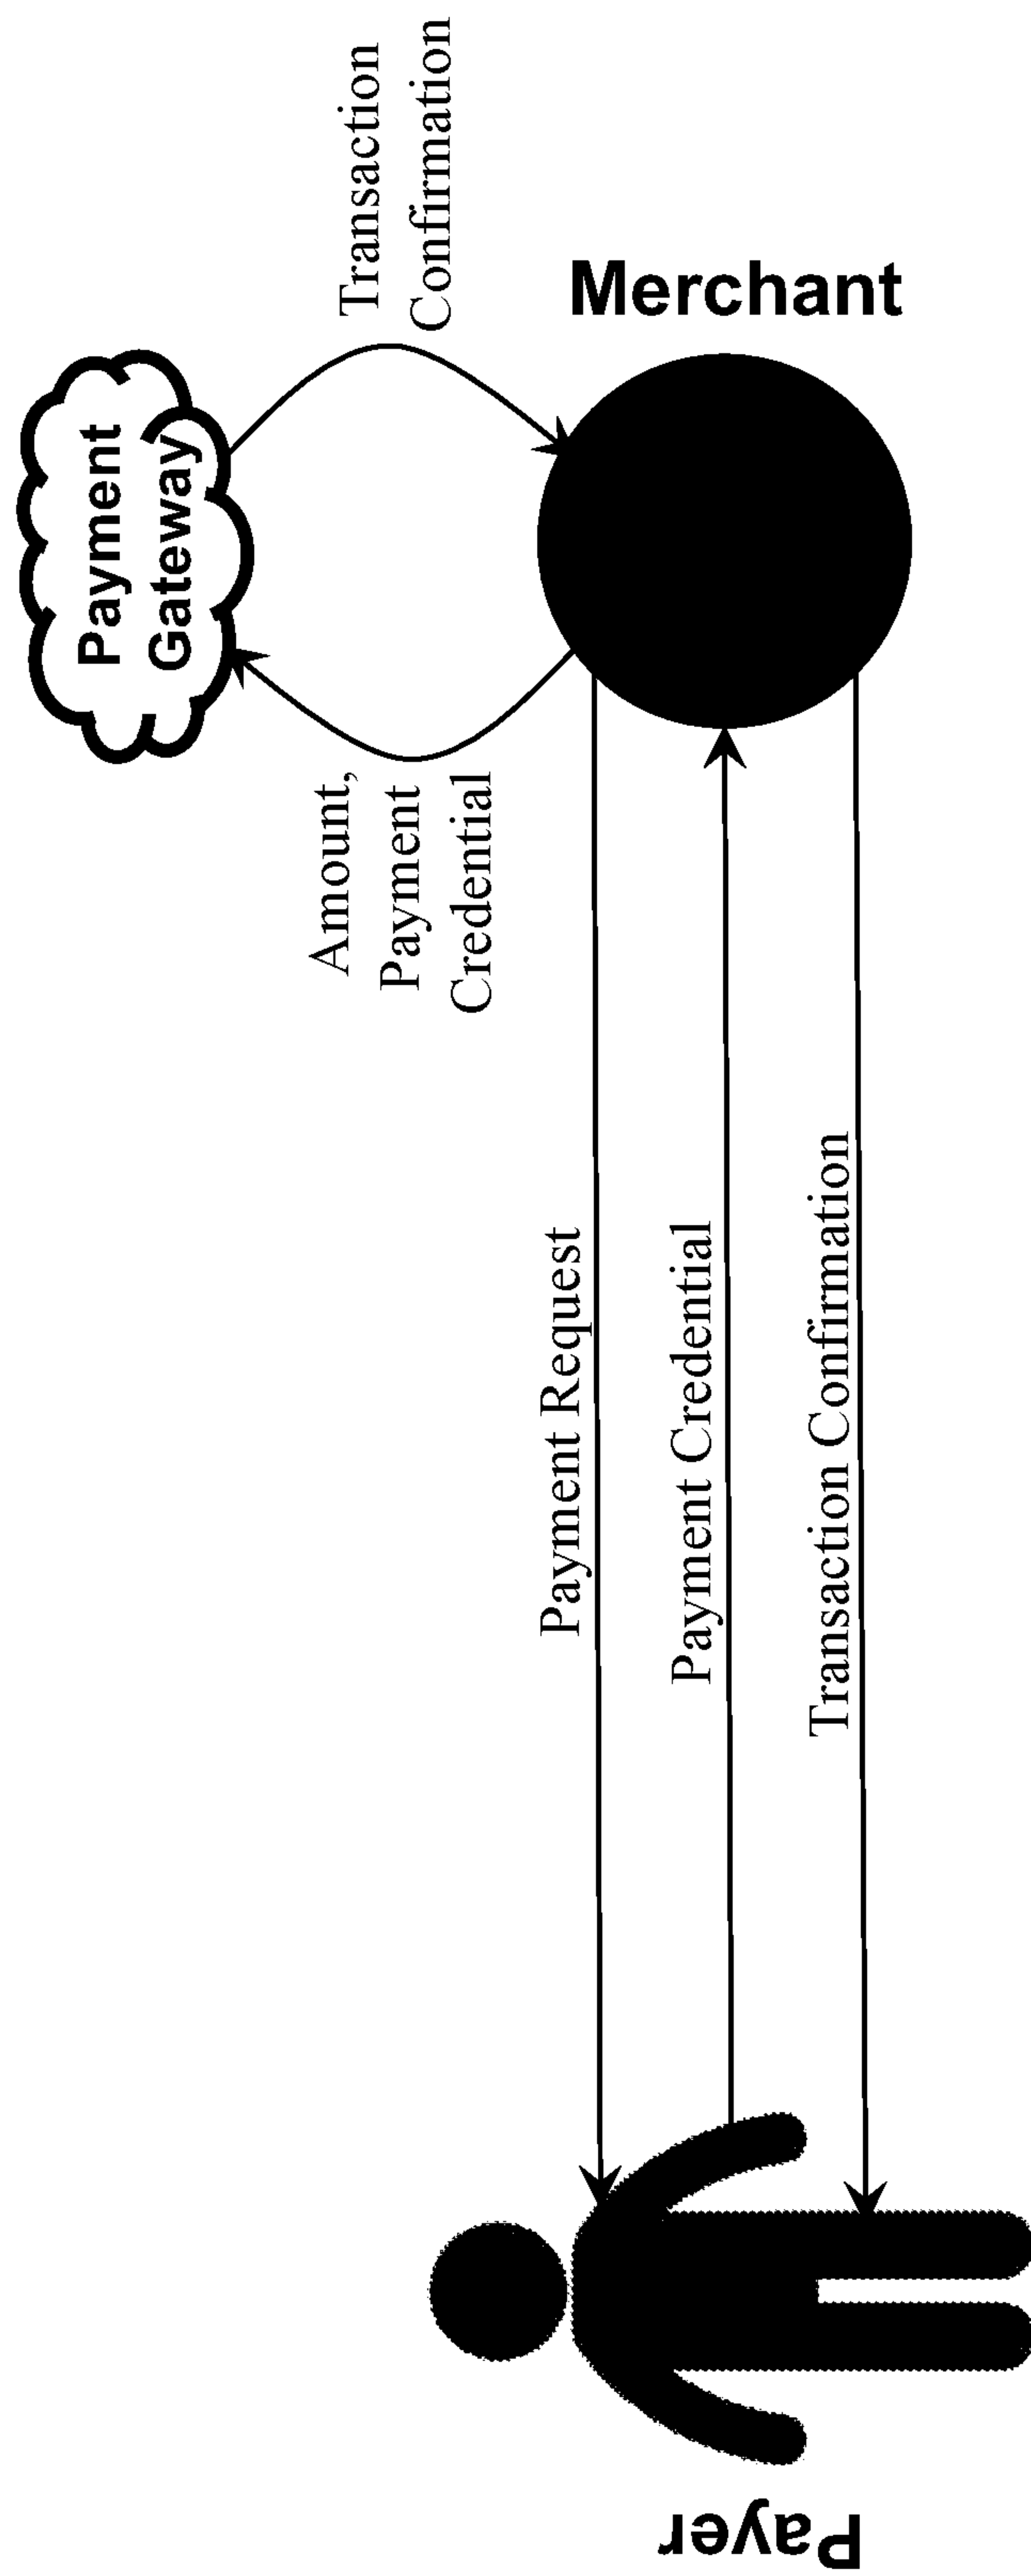 Payment
Gateway
Transaction
Confirmation
Amount,
Payment
Credential
Merchant
Payment Request
Payment Credential
Transaction Confirmation
Payer